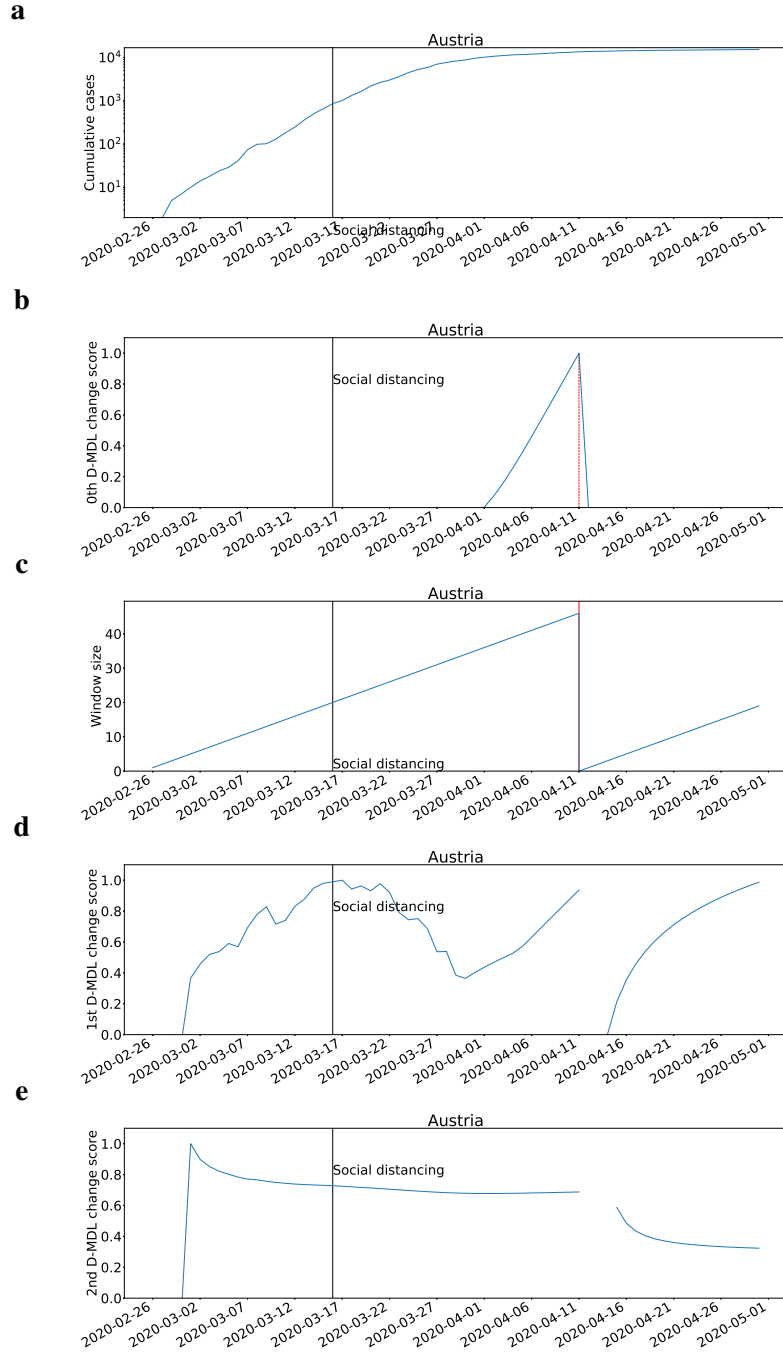 a
Austria
Cumulative cases
10⁴
10³
10²
10¹
Social distancing
2020-02-26 2020-03-02 2020-03-07 2020-03-12 2020-03-17 2020-03-22 2020-03-27 2020-04-01 2020-04-06 2020-04-11 2020-04-16 2020-04-21 2020-04-26 2020-05-01
b
Austria
0th D-MDL change score
1.0
0.8
Social distancing
0.6
0.4
0.2
0.0
2020-02-26 2020-03-02 2020-03-07 2020-03-12 2020-03-17 2020-03-22 2020-03-27 2020-04-01 2020-04-06 2020-04-11 2020-04-16 2020-04-21 2020-04-26 2020-05-01
c
Austria
Window size
40
30
20
10
0
Social distancing
2020-02-26 2020-03-02 2020-03-07 2020-03-12 2020-03-17 2020-03-22 2020-03-27 2020-04-01 2020-04-06 2020-04-11 2020-04-16 2020-04-21 2020-04-26 2020-05-01
d
Austria
1st D-MDL change score
1.0
0.8
Social distancing
0.6
0.4
0.2
0.0
2020-02-26 2020-03-02 2020-03-07 2020-03-12 2020-03-17 2020-03-22 2020-03-27 2020-04-01 2020-04-06 2020-04-11 2020-04-16 2020-04-21 2020-04-26 2020-05-01
e
Austria
2nd D-MDL change score
1.0
0.8
Social distancing
0.6
0.4
0.2
0.0
2020-02-26 2020-03-02 2020-03-07 2020-03-12 2020-03-17 2020-03-22 2020-03-27 2020-04-01 2020-04-06 2020-04-11 2020-04-16 2020-04-21 2020-04-26 2020-05-01